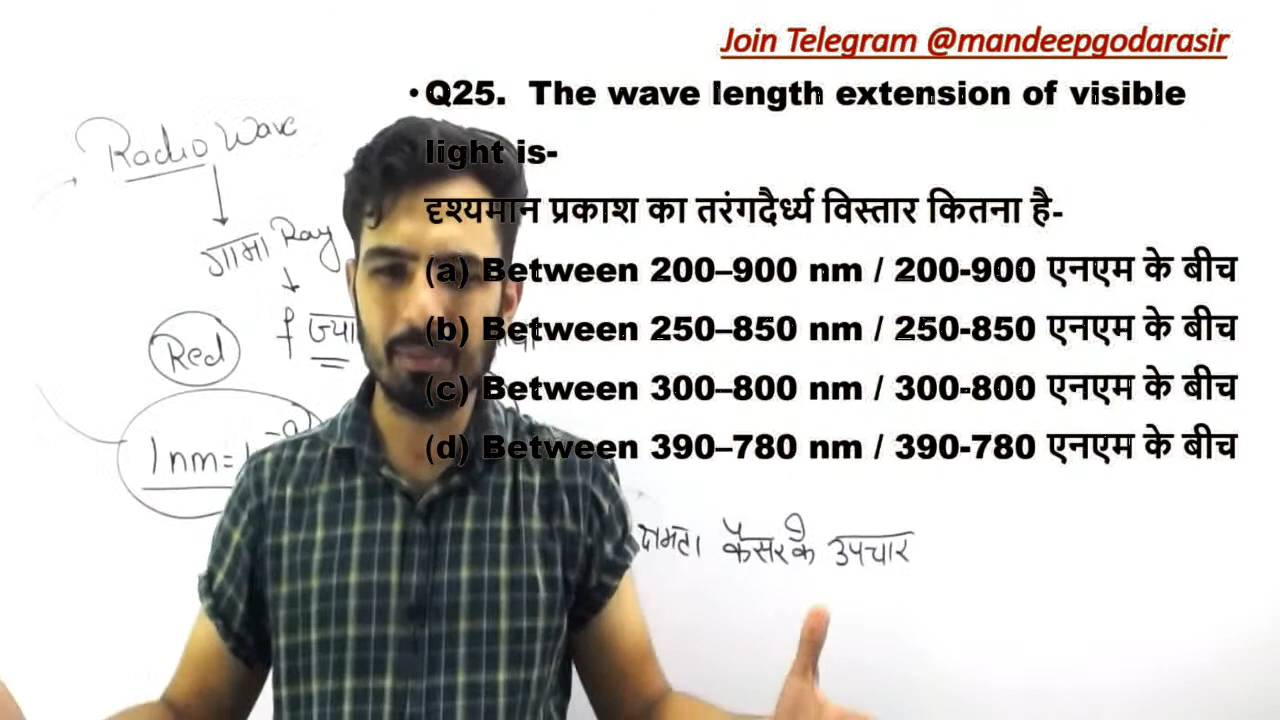 Join Telegram @mandeepgodarasir
• Q25. The wave length extension of visible
light is-
दृश्यमान प्रकाश का तरंगदैर्ध्य विस्तार कितना है-
(a) Between 200–900 nm / 200-900 एनएम के बीच
(b) Between 250–850 nm / 250-850 एनएम के बीच
(c) Between 300–800 nm / 300-800 एनएम के बीच
(d) Between 390–780 nm / 390-780 एनएम के बीच
Radio Wave
गामा Ray
f ज्या
Red
1 nm =
कैंसर के उपचार